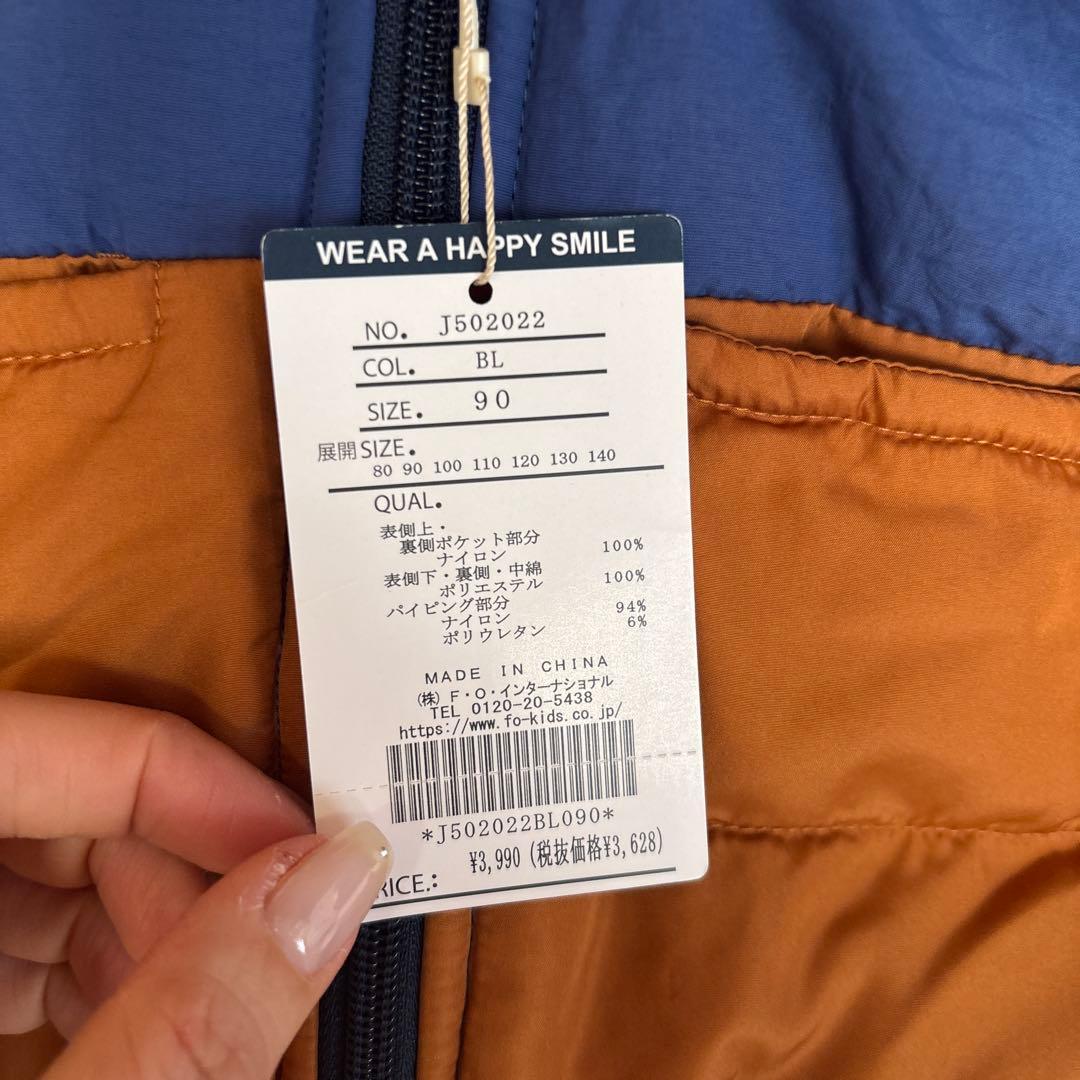 WEAR A HAPPY SMILE
NO. J502022
COL. BL
SIZE. 90
展開SIZE.
80 90 100 110 120 130 140
QUAL.
表側上・
裏側ポケット部分
ナイロン 100%
表側下・裏側・中綿
ポリエステル 100%
パイピング部分
ナイロン 94%
ポリウレタン 6%
MADE IN CHINA
(株) F・O・インターナショナル
TEL 0120-20-5438
https://www.fo-kids.co.jp/
*J502022BL090*
¥3,990 (税抜価格¥3,628)
RICE.: